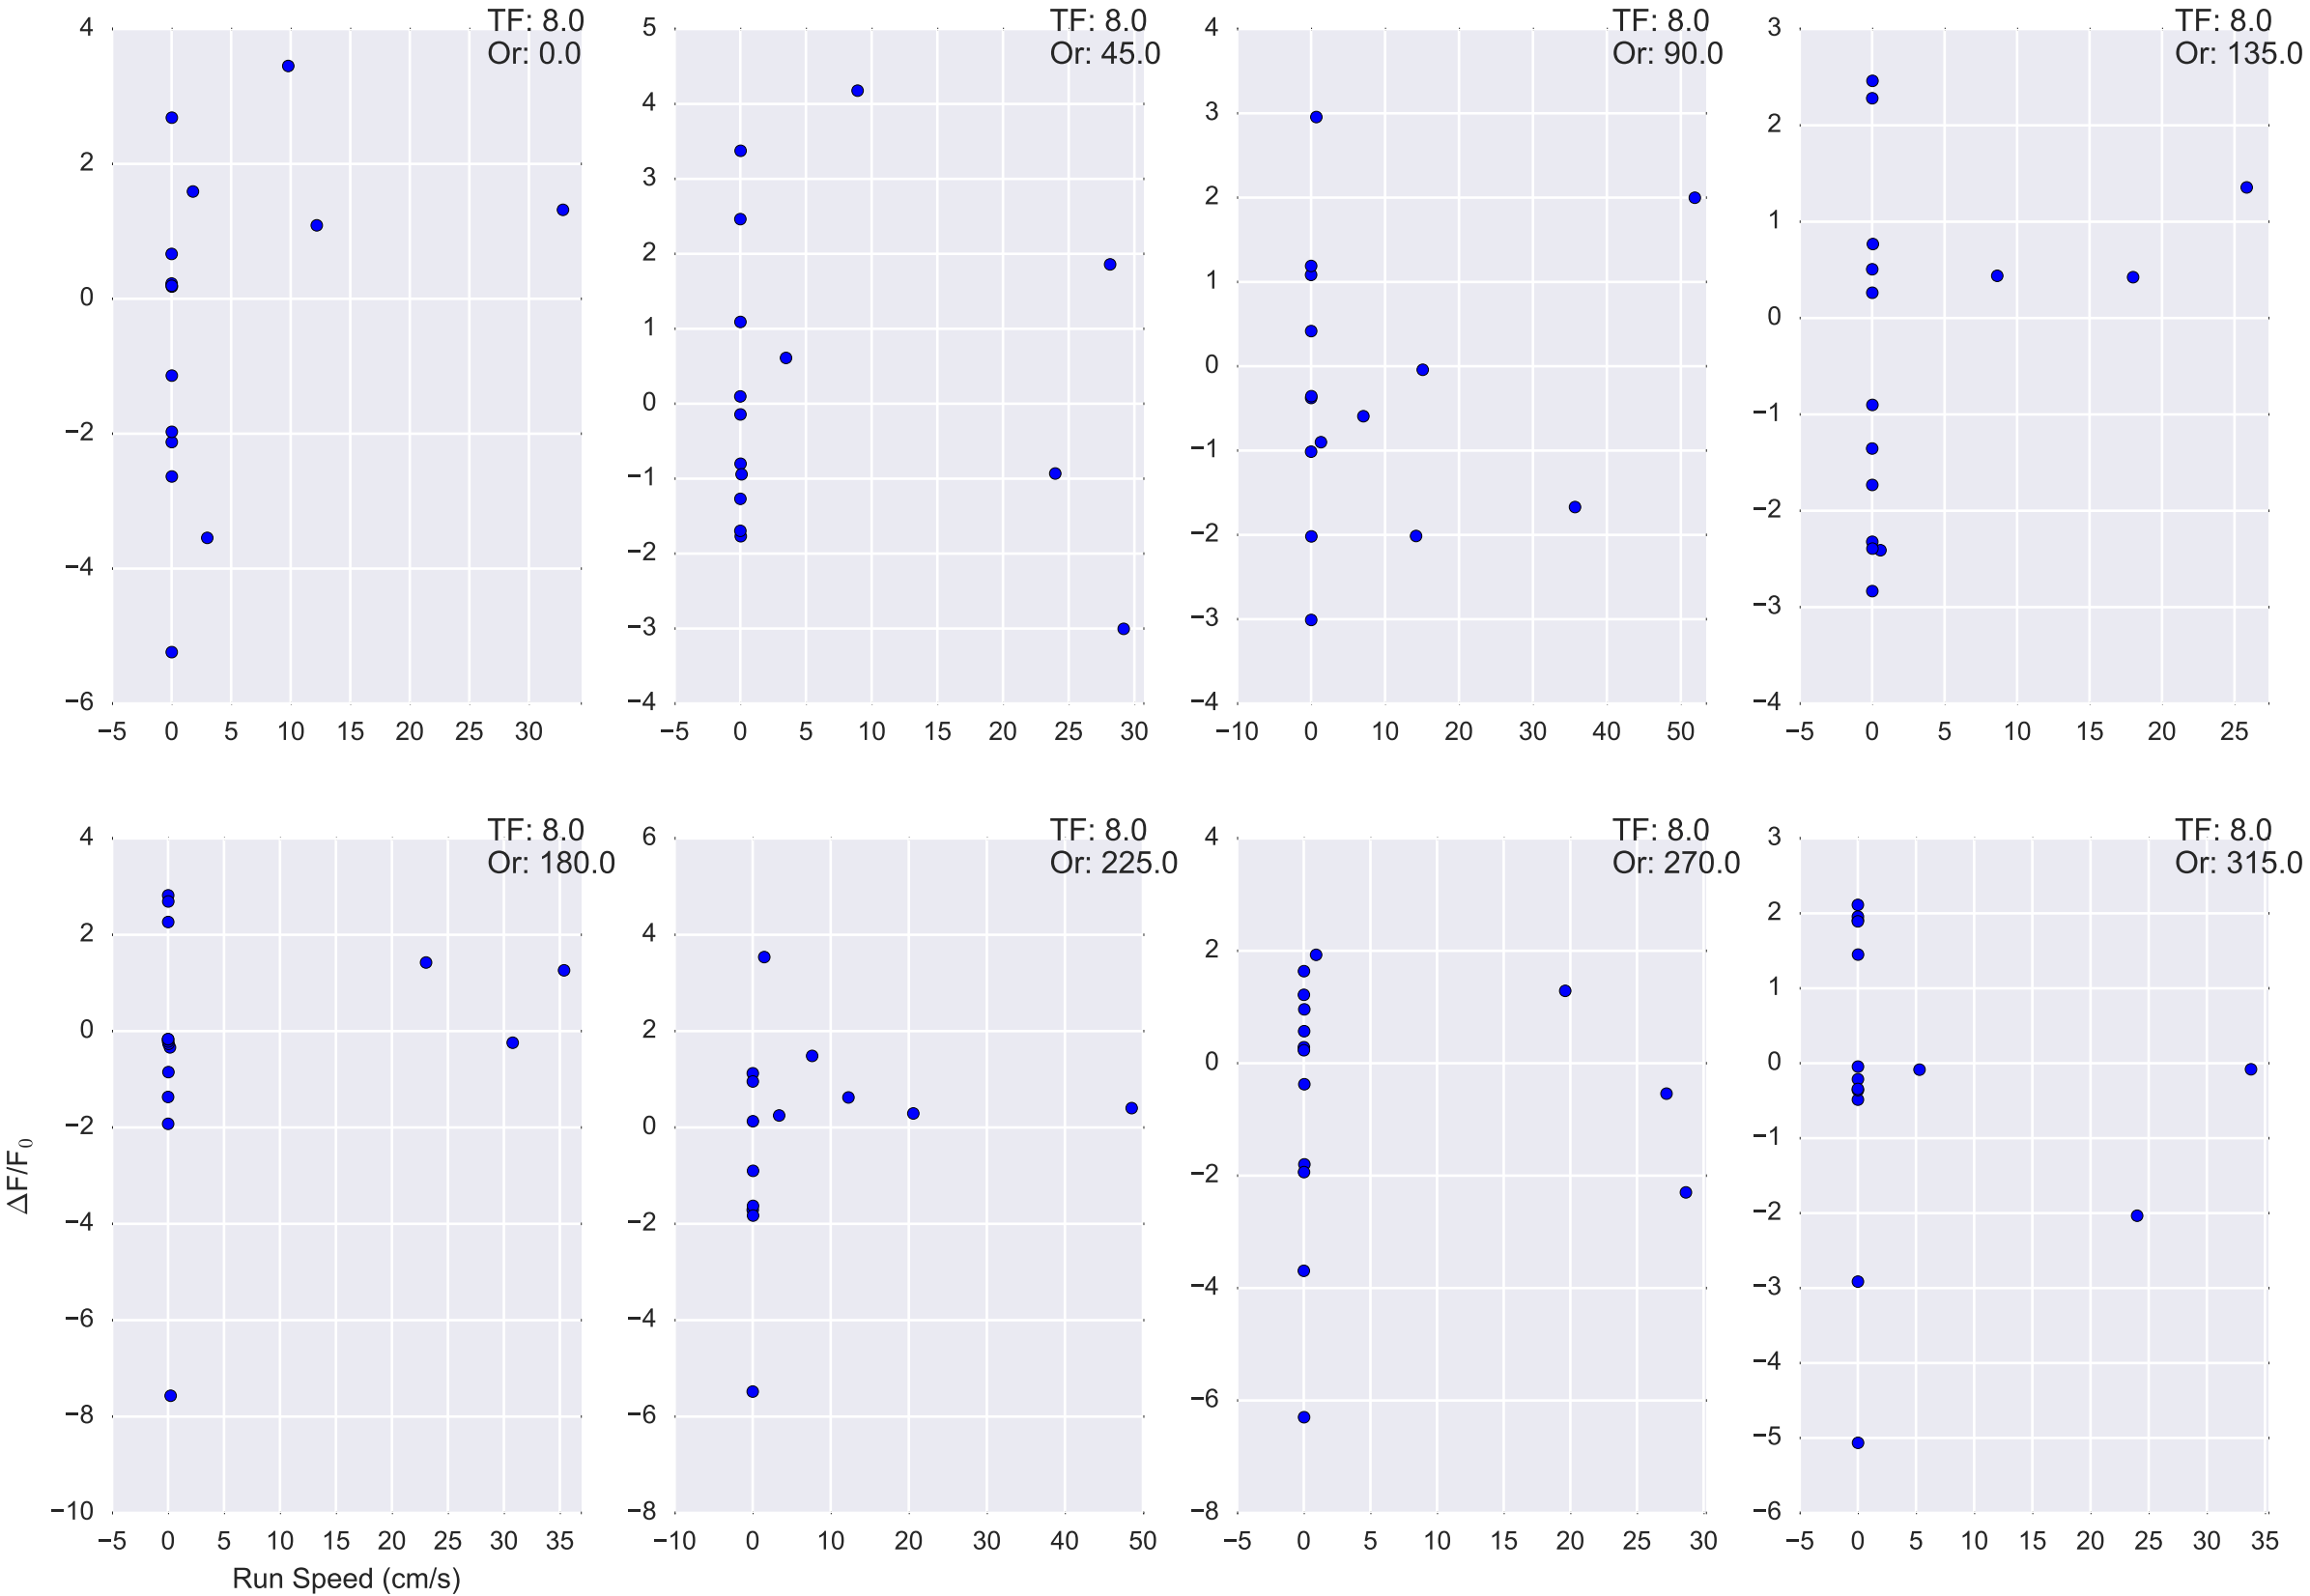 TF: 8.0
Or: 0.0
4
2
0
−2
−4
−6
−5 0 5 10 15 20 25 30
TF: 8.0
Or: 45.0
5
4
3
2
1
0
−1
−2
−3
−4
−5 0 5 10 15 20 25 30
TF: 8.0
Or: 90.0
4
3
2
1
0
−1
−2
−3
−4
−10 0 10 20 30 40 50
TF: 8.0
Or: 135.0
3
2
1
0
−1
−2
−3
−4
−5 0 5 10 15 20 25
TF: 8.0
Or: 180.0
4
2
0
−2
−4
−6
−8
−10
−5 0 5 10 15 20 25 30 35
ΔF/F₀
Run Speed (cm/s)
TF: 8.0
Or: 225.0
6
4
2
0
−2
−4
−6
−8
−10 0 10 20 30 40 50
TF: 8.0
Or: 270.0
4
2
0
−2
−4
−6
−8
−5 0 5 10 15 20 25 30
TF: 8.0
Or: 315.0
3
2
1
0
−1
−2
−3
−4
−5
−6
−5 0 5 10 15 20 25 30 35